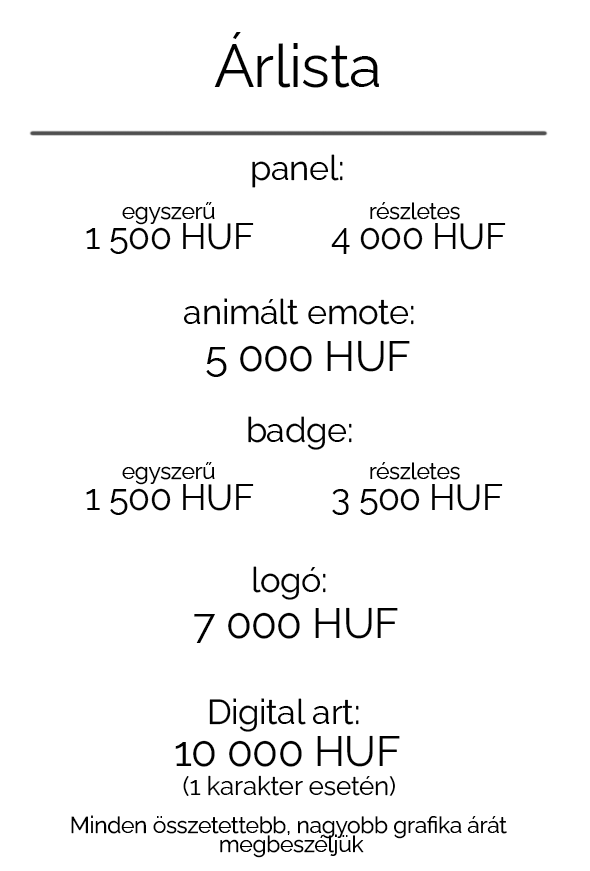 Árlista
panel:
egyszerű részletes
1 500 HUF 4 000 HUF
animált emote:
5 000 HUF
badge:
egyszerű részletes
1 500 HUF 3 500 HUF
logó:
7 000 HUF
Digital art:
10 000 HUF
(1 karakter esetén)
Minden összetettebb, nagyobb grafika árát
megbeszéljük